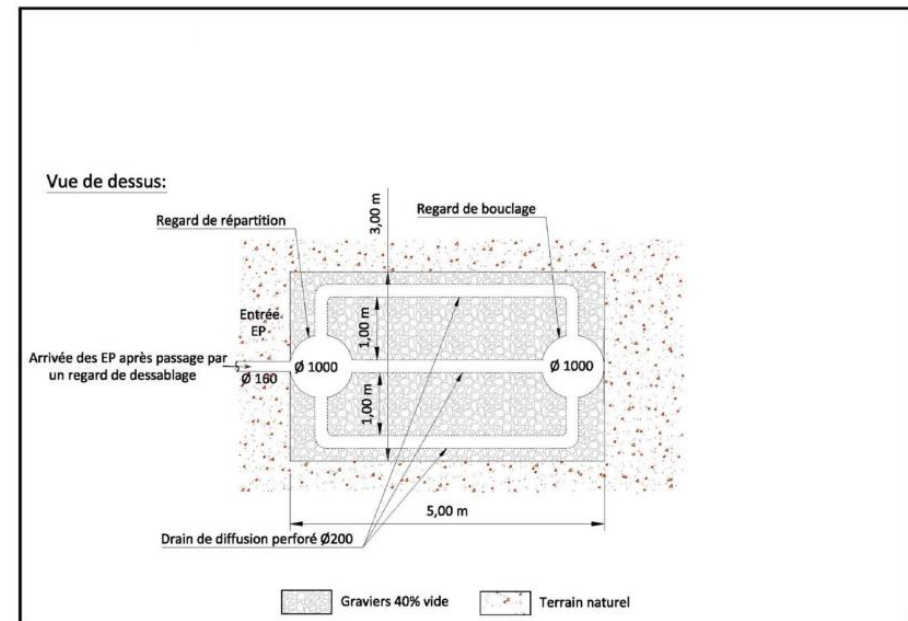 Vue de dessus:
Regard de répartition
3,00 m
Regard de bouclage
Entrée
EP
1,00 m
Arrivée des EP après passage par
un regard de dessablage
Ø 160
Ø 1000
Ø 1000
1,00 m
5,00 m
Drain de diffusion perforé Ø200
Graviers 40% vide
Terrain naturel